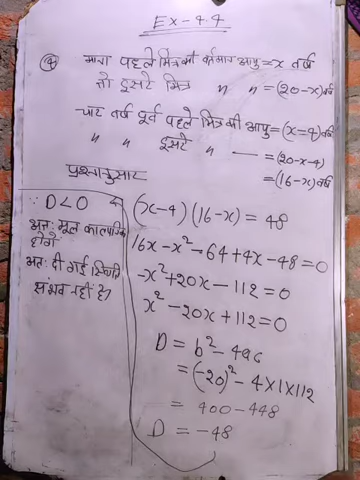 Ex-4.4
(4) माना पहले मित्र की वर्तमान आयु = x वर्ष
तो दूसरे मित्र " " = (20-x) वर्ष
चार वर्ष पूर्व पहले मित्र की आयु = (x-4) वर्ष
" " दूसरे " — = (20-x-4)
= (16-x) वर्ष
प्रश्नानुसार
(x-4) (16-x) = 48
16x-x²-64+4x-48=0
-x²+20x-112=0
x²-20x+112=0
D = b²-4ac
= (-20)²-4×1×112
= 400-448
D = -48
∵ D<0
अतः मूल काल्पनिक
होंगे
अतः दी गई स्थिति
संभव नहीं है।